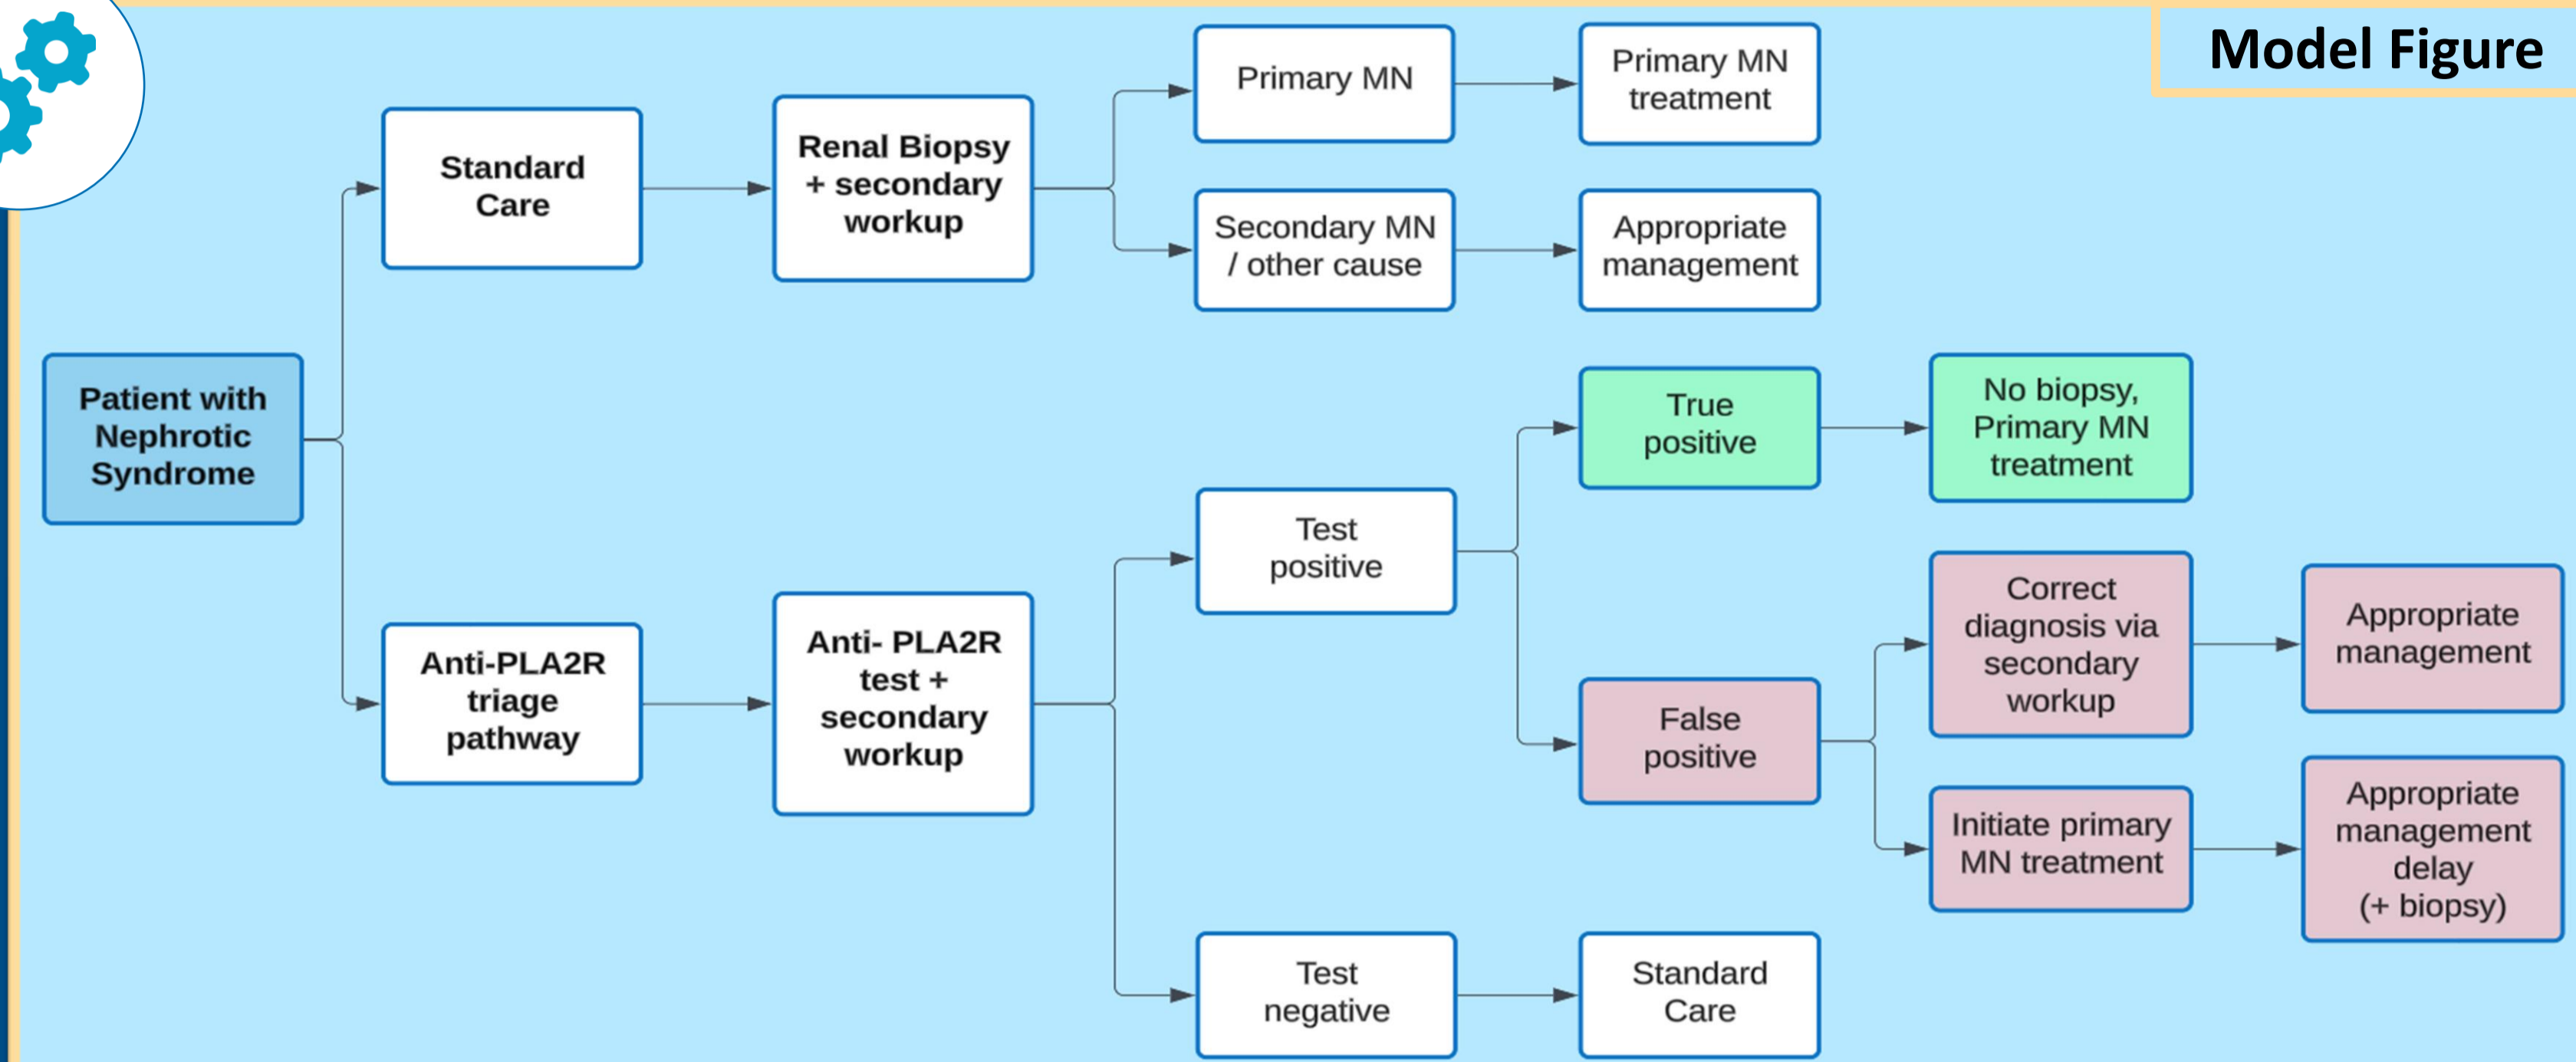 Model Figure
Patient with
Nephrotic
Syndrome
Standard
Care
Renal Biopsy
+ secondary
workup
Primary MN
Primary MN
treatment
Secondary MN
/ other cause
Appropriate
management
Anti-PLA2R
triage
pathway
Anti- PLA2R
test +
secondary
workup
Test
positive
True
positive
No biopsy,
Primary MN
treatment
False
positive
Correct
diagnosis via
secondary
workup
Appropriate
management
Initiate primary
MN treatment
Appropriate
management
delay
(+ biopsy)
Test
negative
Standard
Care